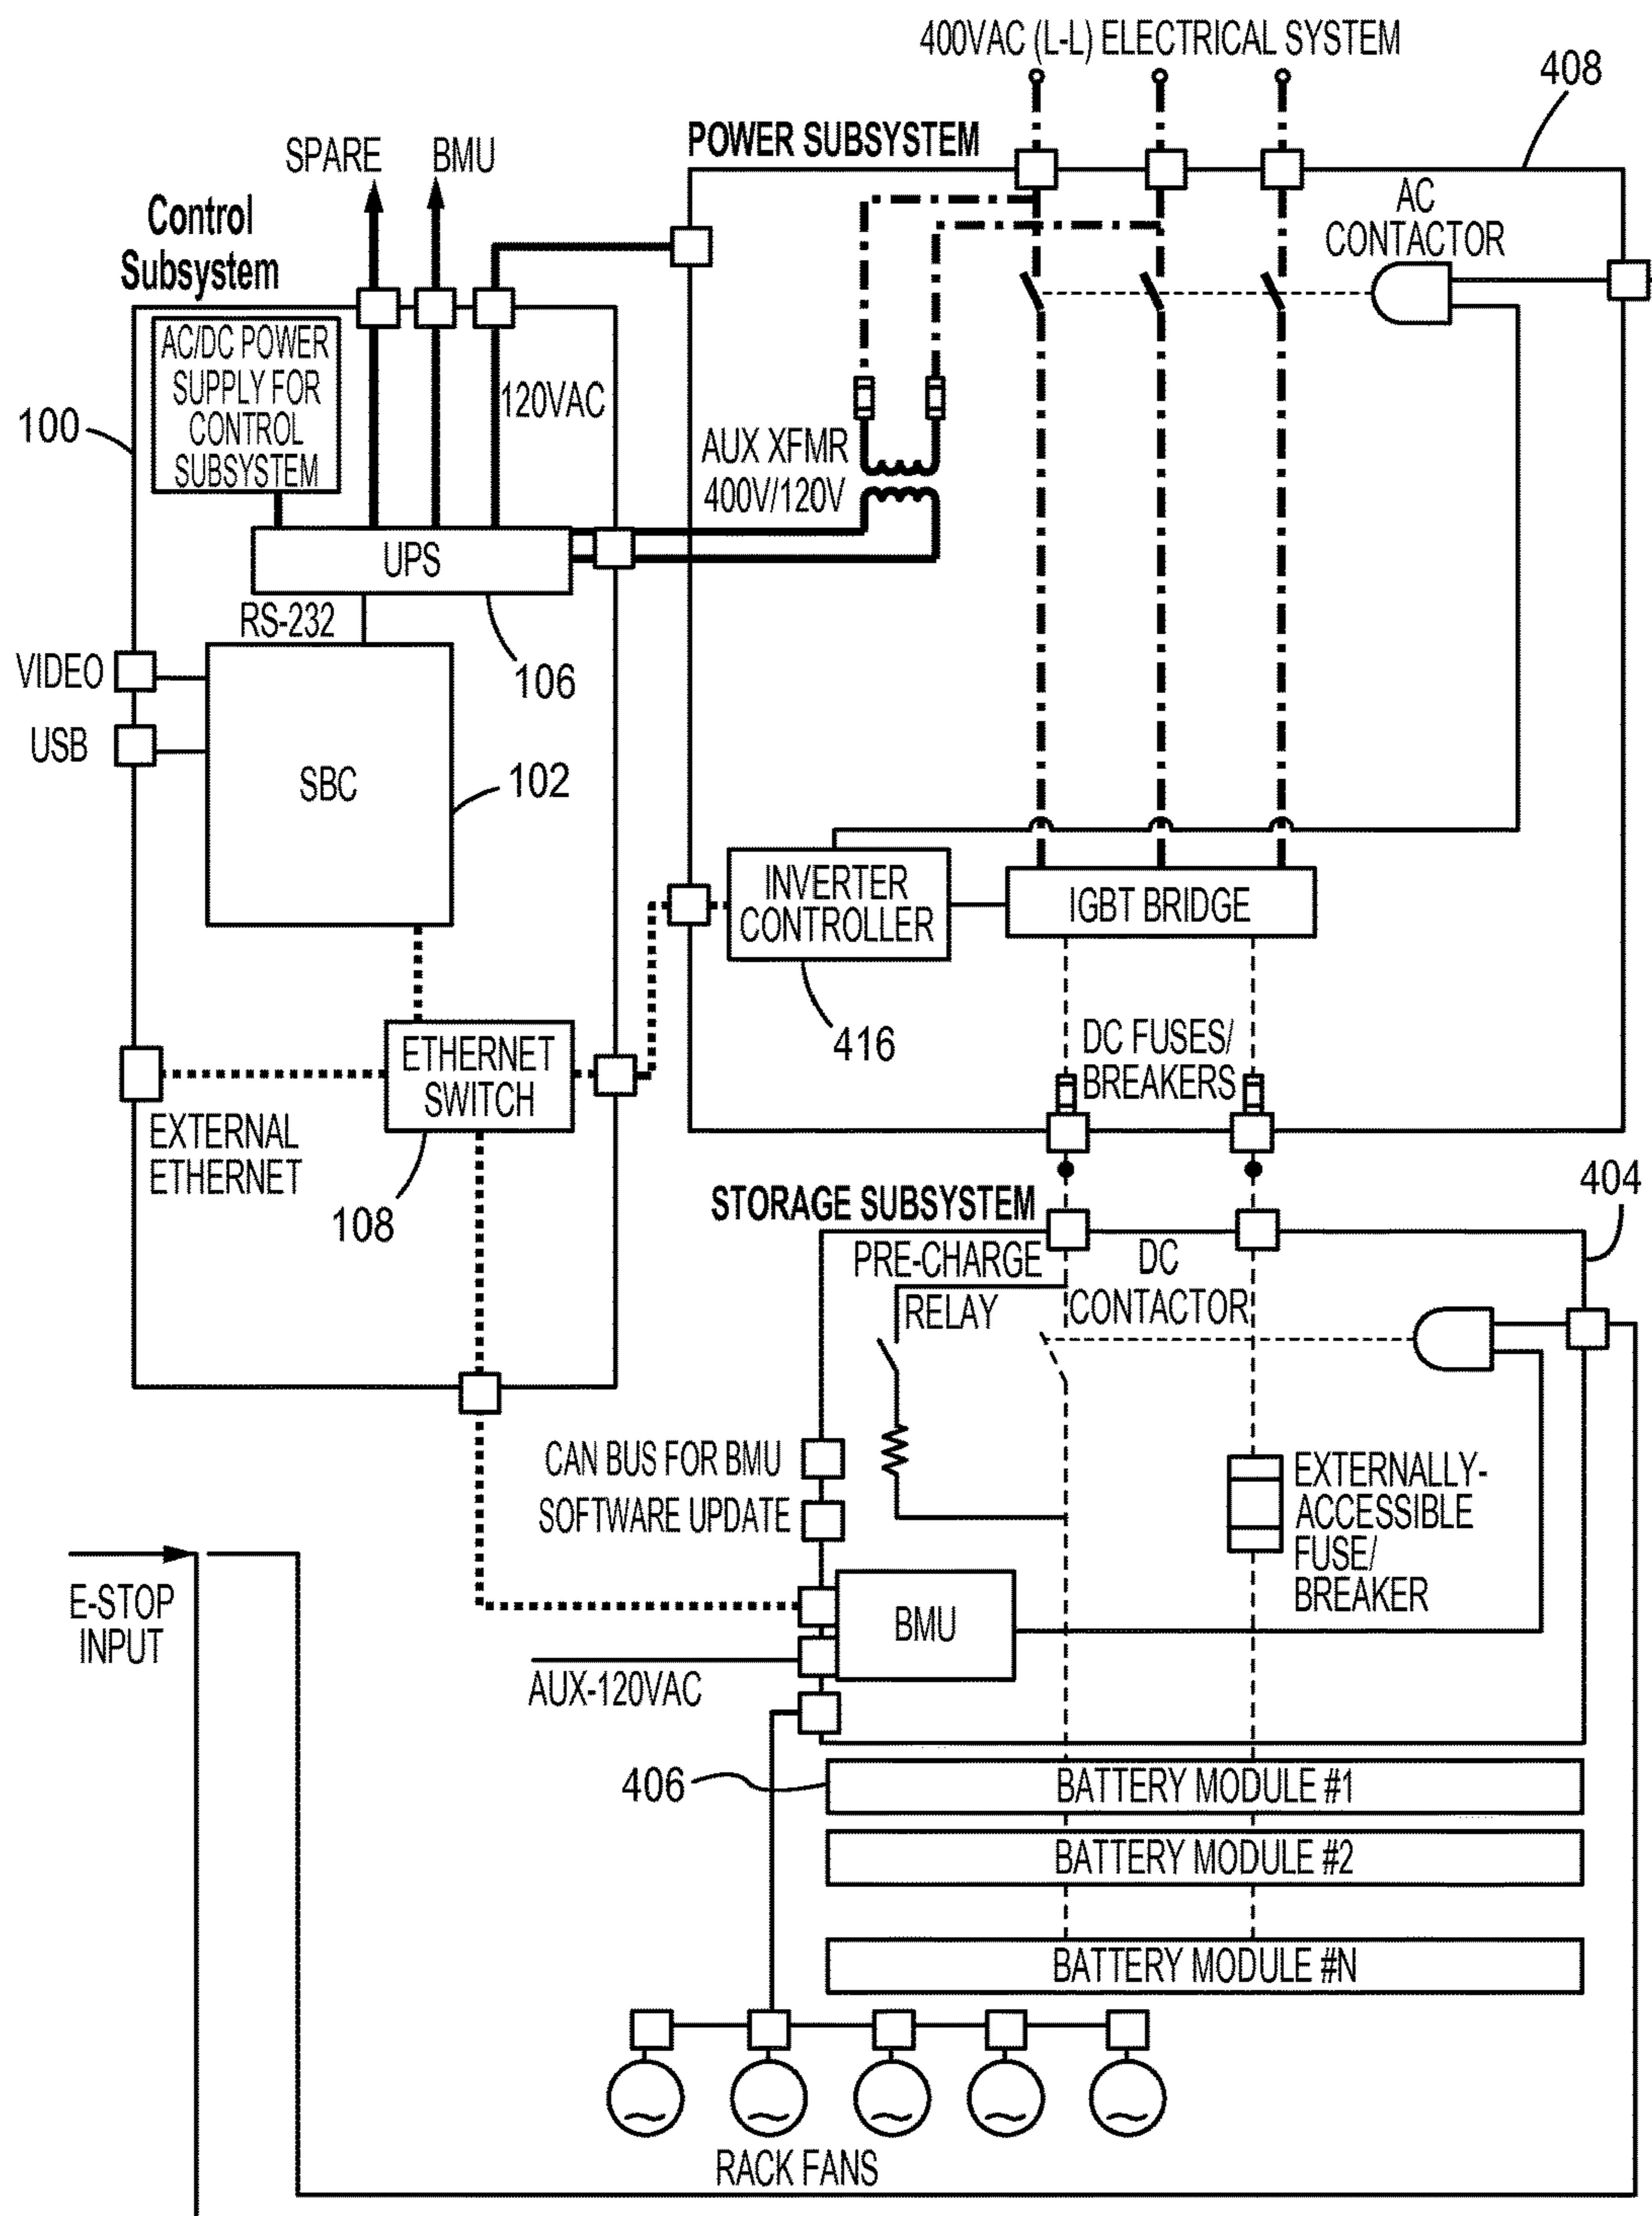 400VAC (L-L) ELECTRICAL SYSTEM
408
POWER SUBSYSTEM
SPARE
BMU
Control
Subsystem
AC
CONTACTOR
AC/DC POWER
SUPPLY FOR
CONTROL
SUBSYSTEM
120VAC
100
AUX XFMR
400V/120V
UPS
RS-232
106
VIDEO
USB
SBC
102
INVERTER
CONTROLLER
IGBT BRIDGE
416
DC FUSES/
BREAKERS
ETHERNET
SWITCH
EXTERNAL
ETHERNET
108
404
STORAGE SUBSYSTEM
PRE-CHARGE
RELAY
DC
CONTACTOR
CAN BUS FOR BMU
SOFTWARE UPDATE
EXTERNALLY-
ACCESSIBLE
FUSE/
BREAKER
E-STOP
INPUT
BMU
AUX-120VAC
406
BATTERY MODULE #1
BATTERY MODULE #2
BATTERY MODULE #N
RACK FANS